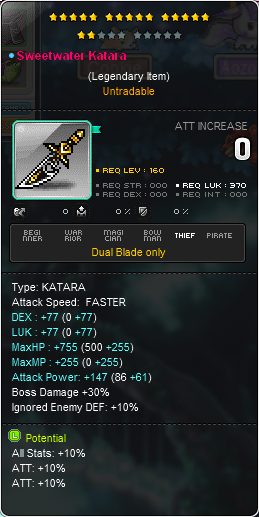 Sweetwater Katara
(Legendary Item)
Untradable
ATT INCREASE
0
REQ LEV : 160
REQ STR : 000
REQ LUK : 370
REQ DEX : 000
REQ INT : 000
0
0 %
0 %
BEGINNER WARRIOR MAGICIAN BOWMAN THIEF PIRATE
Dual Blade only
Type: KATARA
Attack Speed: FASTER
DEX : +77 (0 +77)
LUK : +77 (0 +77)
MaxHP : +755 (500 +255)
MaxMP : +255 (0 +255)
Attack Power: +147 (86 +61)
Boss Damage +30%
Ignored Enemy DEF: +10%
L Potential
All Stats: +10%
ATT: +10%
ATT: +10%